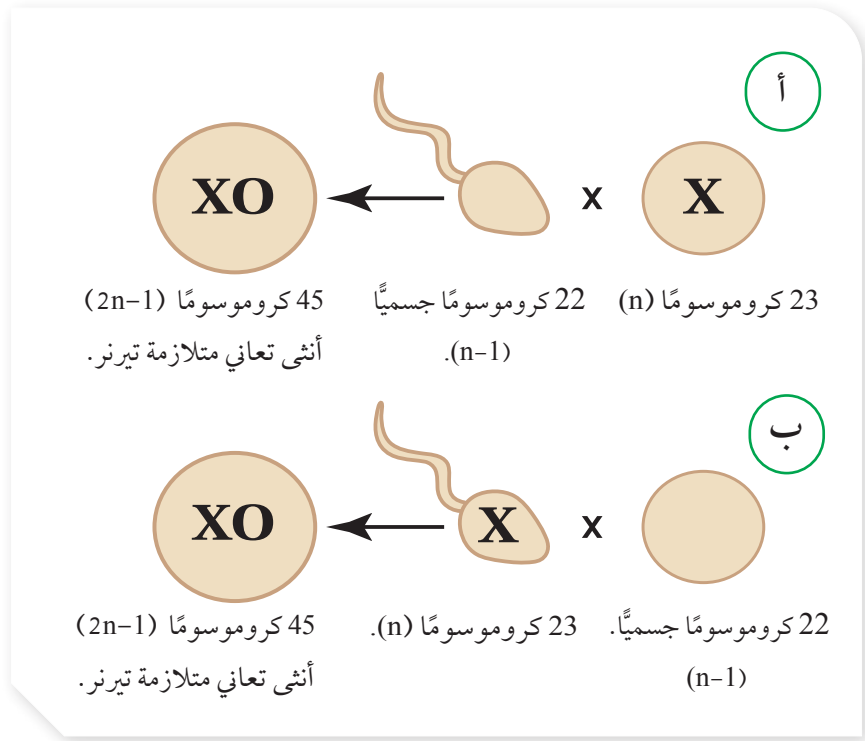 أ
X x XO
23 كروموسومًا (n) 22 كروموسومًا جسميًّا 45 كروموسومًا (2n-1)
(n-1). أنثى تعاني متلازمة تيرنر.
ب
x X XO
22 كروموسومًا جسميًّا. 23 كروموسومًا (n). 45 كروموسومًا (2n-1)
(n-1) أنثى تعاني متلازمة تيرنر.